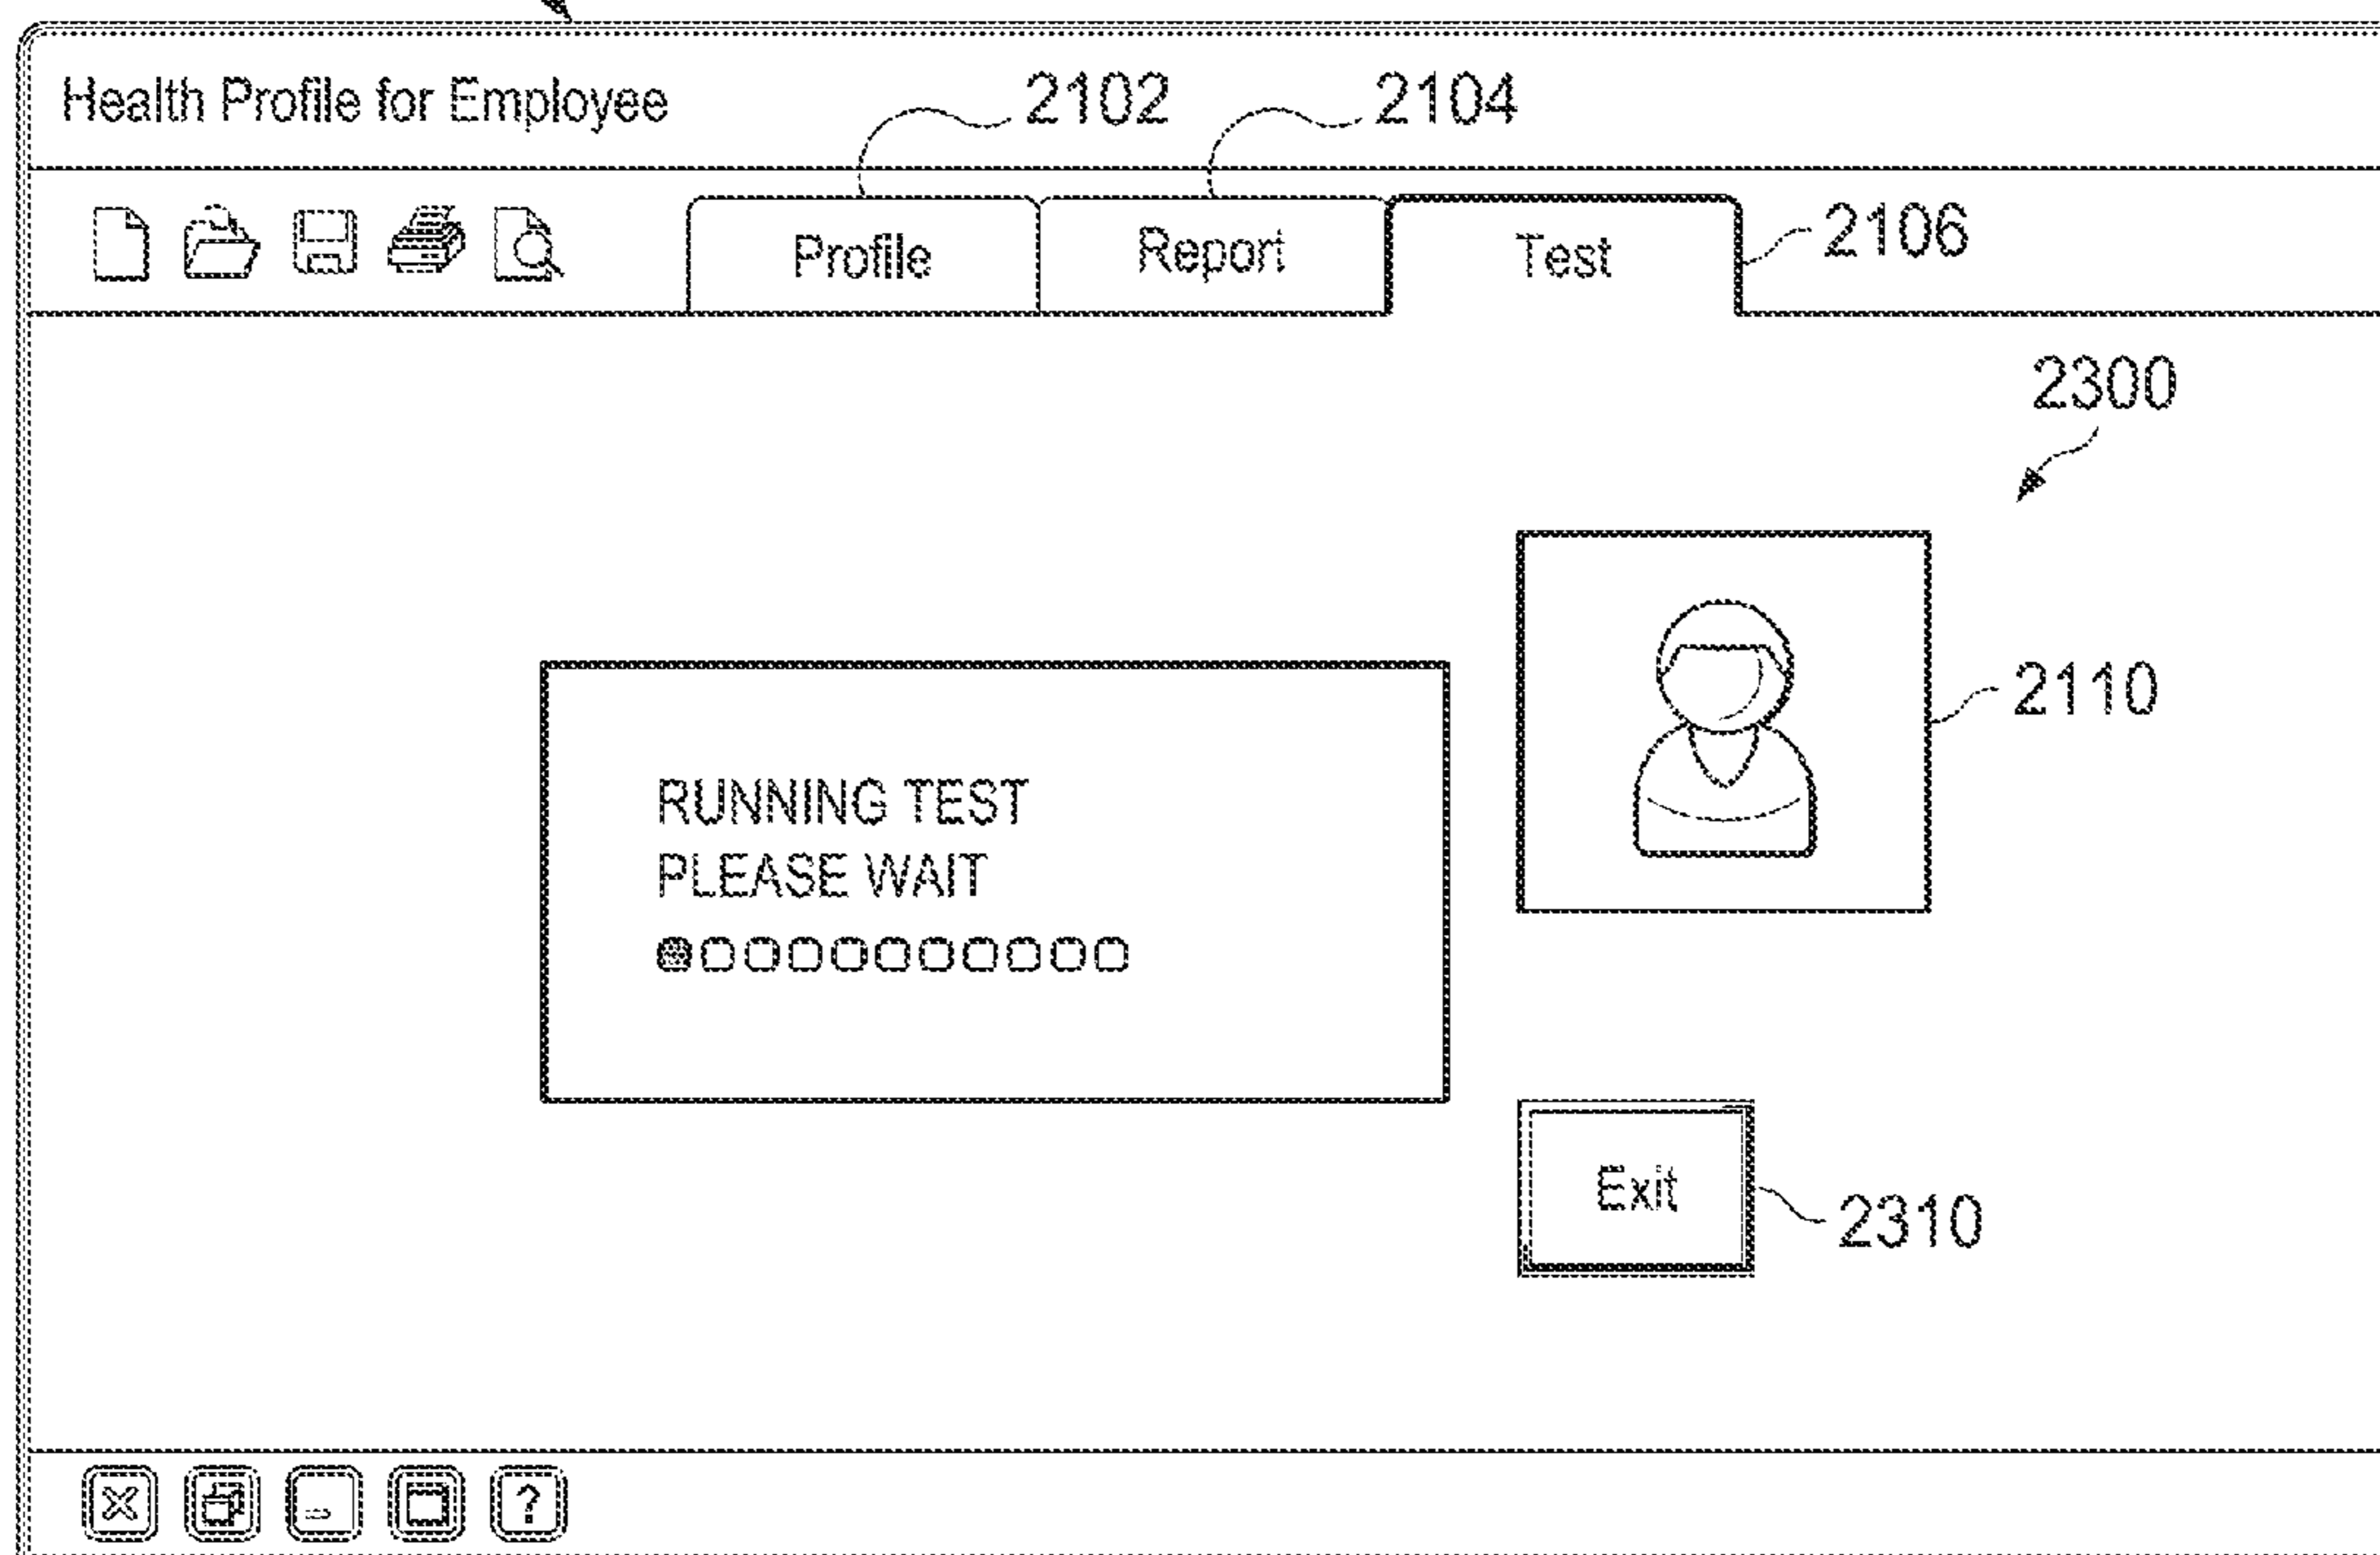 Health Profile for Employee
2102
2104
Profile
Report
Test
2106
2300
2110
RUNNING TEST
PLEASE WAIT
Exit
2310
?